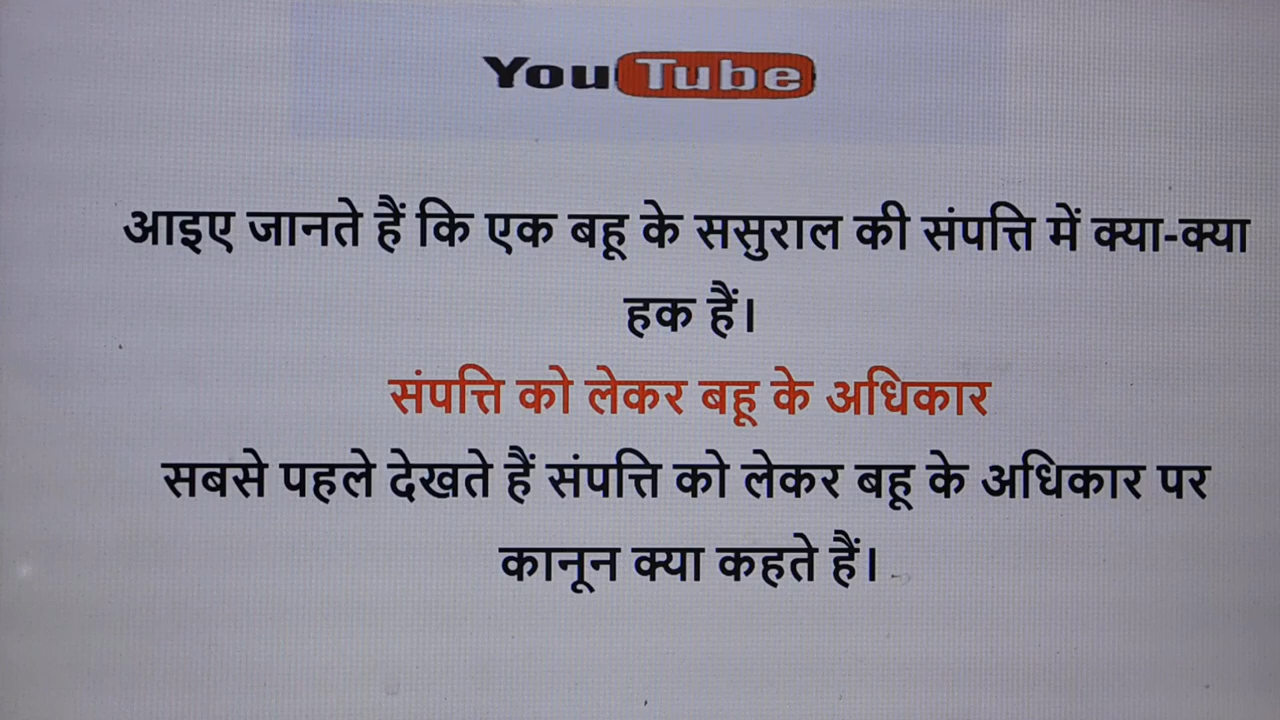 YouTube
आइए जानते हैं कि एक बहू के ससुराल की संपत्ति में क्या-क्या
हक हैं।
संपत्ति को लेकर बहू के अधिकार
सबसे पहले देखते हैं संपत्ति को लेकर बहू के अधिकार पर
कानून क्या कहते हैं।